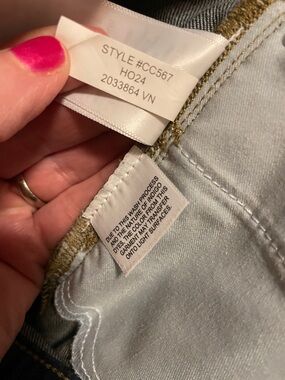 STYLE #CC567
HO24
2033864 VN
DUE TO THIS WASH PROCESS
AND THE NATURE OF INDIGO
DYES, THE COLOR FROM THIS
GARMENT MAY TRANSFER
ONTO LIGHT SURFACES.